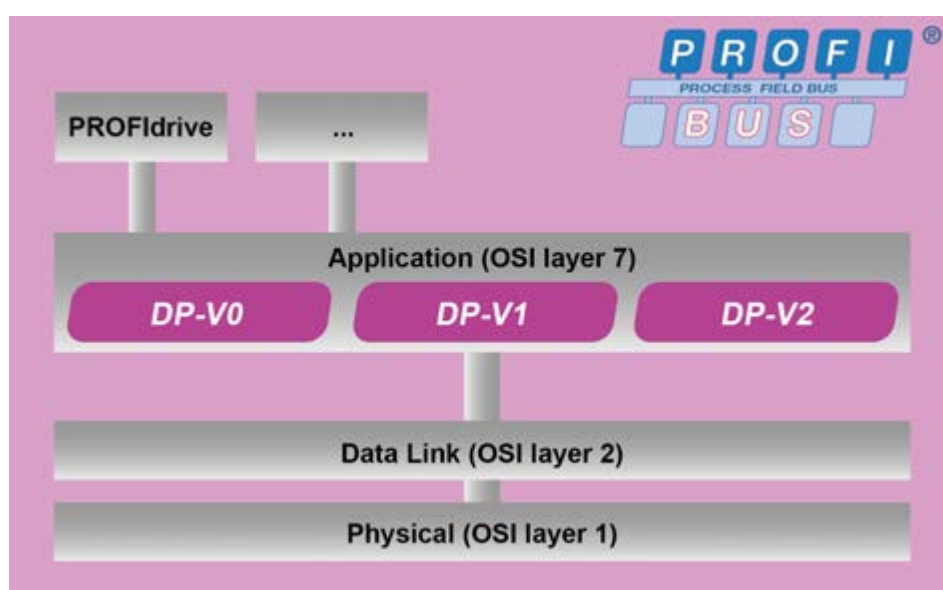 PROFI®
PROCESS FIELD BUS
BUS
PROFIdrive
...
Application (OSI layer 7)
DP-V0
DP-V1
DP-V2
Data Link (OSI layer 2)
Physical (OSI layer 1)